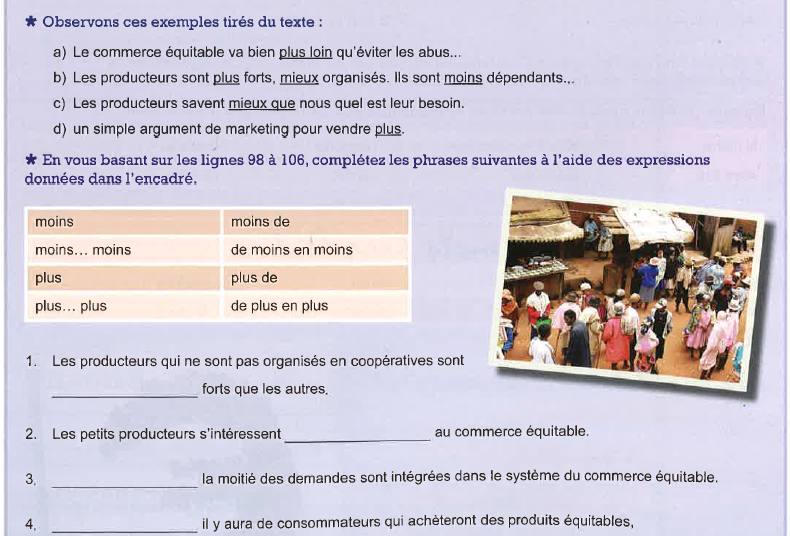 * Observons ces exemples tirés du texte :
a) Le commerce équitable va bien plus loin qu'éviter les abus...
b) Les producteurs sont plus forts, mieux organisés. Ils sont moins dépendants...
c) Les producteurs savent mieux que nous quel est leur besoin.
d) un simple argument de marketing pour vendre plus.
* En vous basant sur les lignes 98 à 106, complétez les phrases suivantes à l'aide des expressions
données dans l'encadré.
moins moins de
moins... moins de moins en moins
plus plus de
plus... plus de plus en plus
1. Les producteurs qui ne sont pas organisés en coopératives sont
_______________ forts que les autres.
2. Les petits producteurs s'intéressent _______________ au commerce équitable.
3. _______________ la moitié des demandes sont intégrées dans le système du commerce équitable.
4. _______________ il y aura de consommateurs qui achèteront des produits équitables,